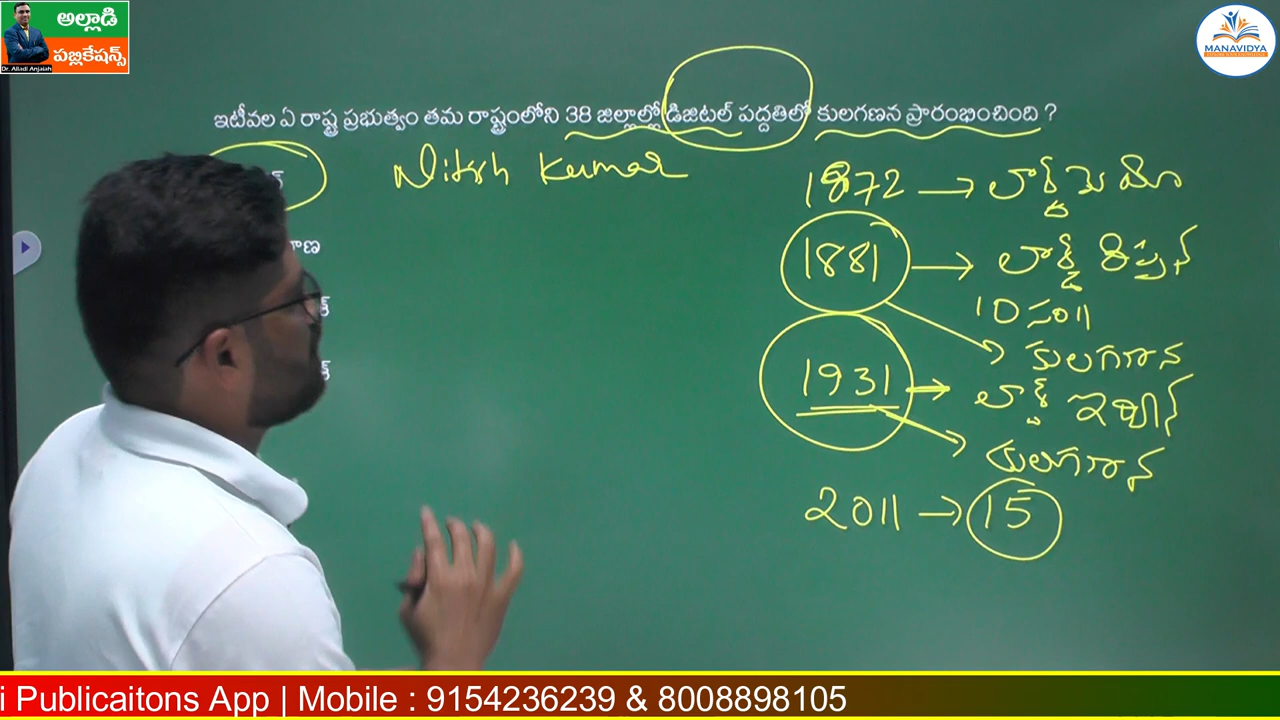 అల్లాడి
పబ్లికేషన్స్
Dr. Alladi Anjaiah
MANAVIDYA
ఇటీవల ఏ రాష్ట్ర ప్రభుత్వం తమ రాష్ట్రంలోని 38 జిల్లాల్లో డిజిటల్ పద్దతిలో కులగణన ప్రారంభించింది ?
Nitish Kumar
1872 → లార్డ్ మేయో
1881 → లార్డ్ రిప్పన్
10 సం॥
కులగణన
1931 → లార్డ్ ఇర్విన్
కులగణన
2011 → 15
i Publicaitons App | Mobile : 9154236239 & 8008898105